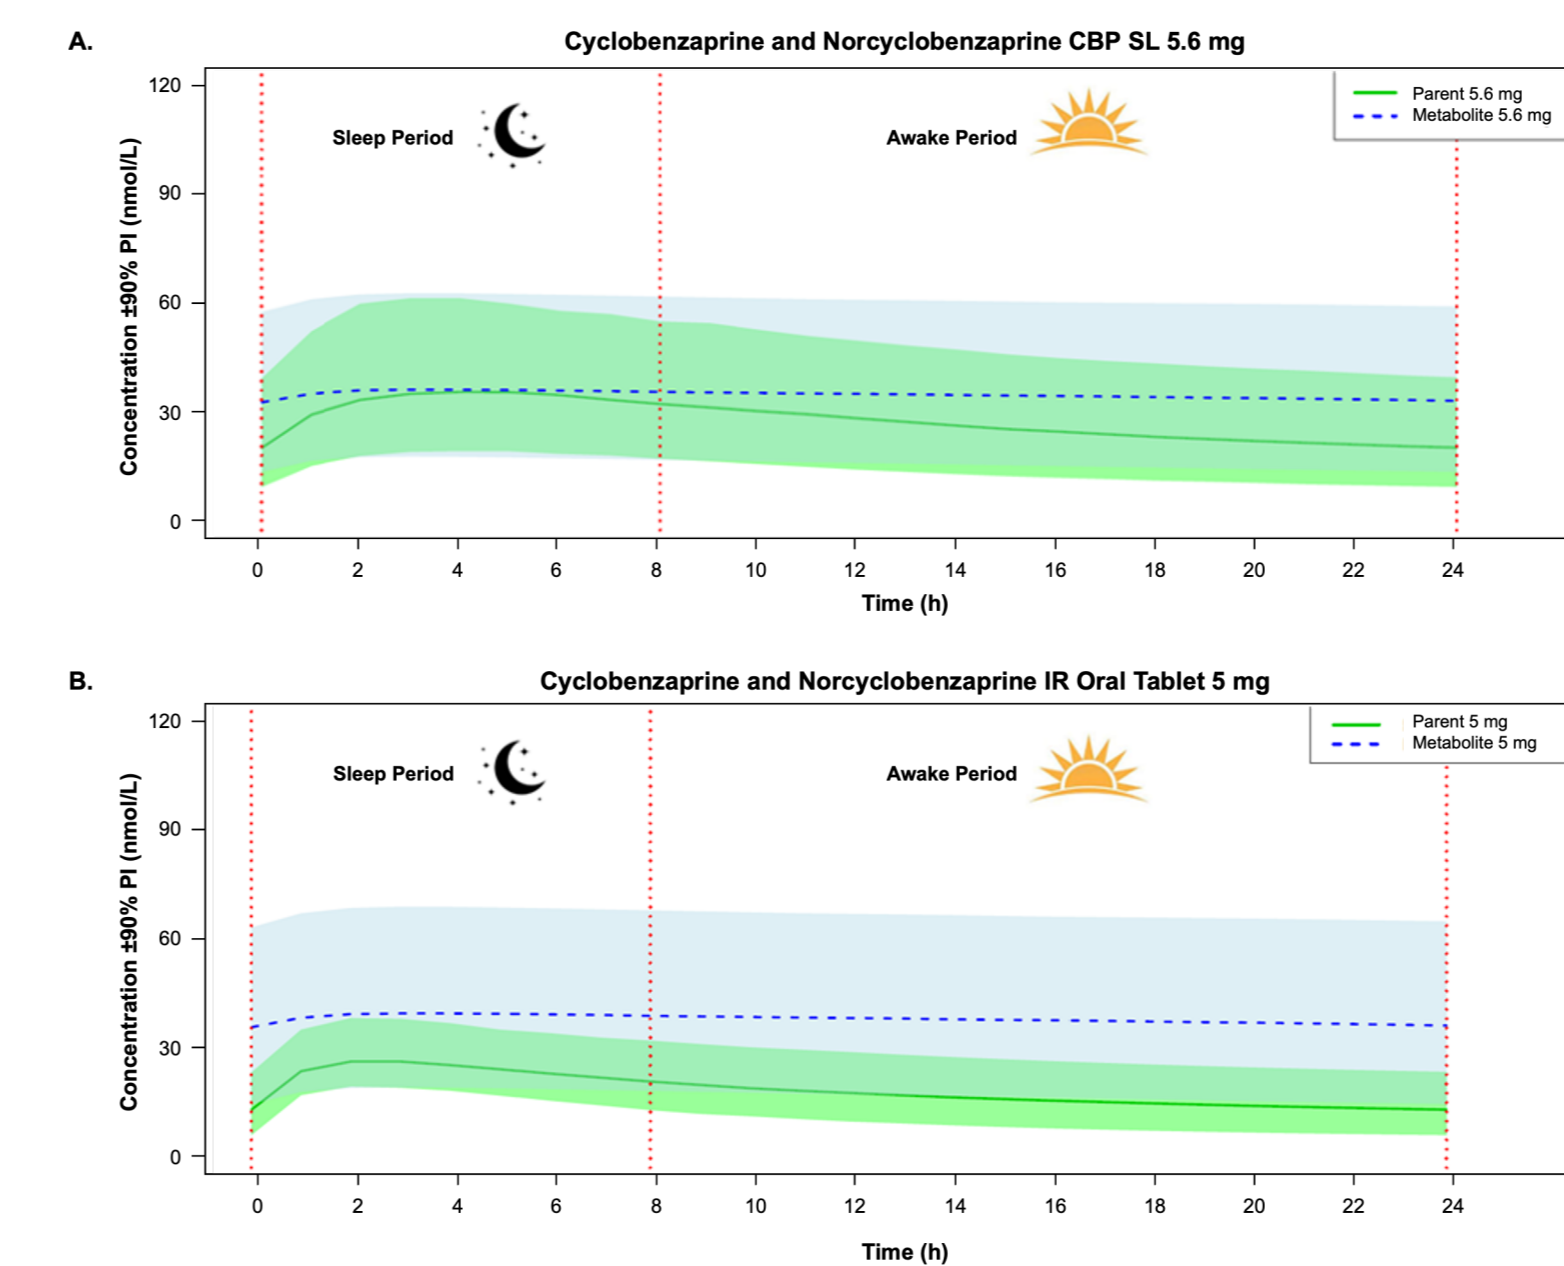 A.
Cyclobenzaprine and Norcyclobenzaprine CBP SL 5.6 mg
Concentration ±90% PI (nmol/L)
120
90
60
30
0
Sleep Period
Awake Period
Parent 5.6 mg
Metabolite 5.6 mg
0 2 4 6 8 10 12 14 16 18 20 22 24
Time (h)
B.
Cyclobenzaprine and Norcyclobenzaprine IR Oral Tablet 5 mg
Concentration ±90% PI (nmol/L)
120
90
60
30
0
Sleep Period
Awake Period
Parent 5 mg
Metabolite 5 mg
0 2 4 6 8 10 12 14 16 18 20 22 24
Time (h)